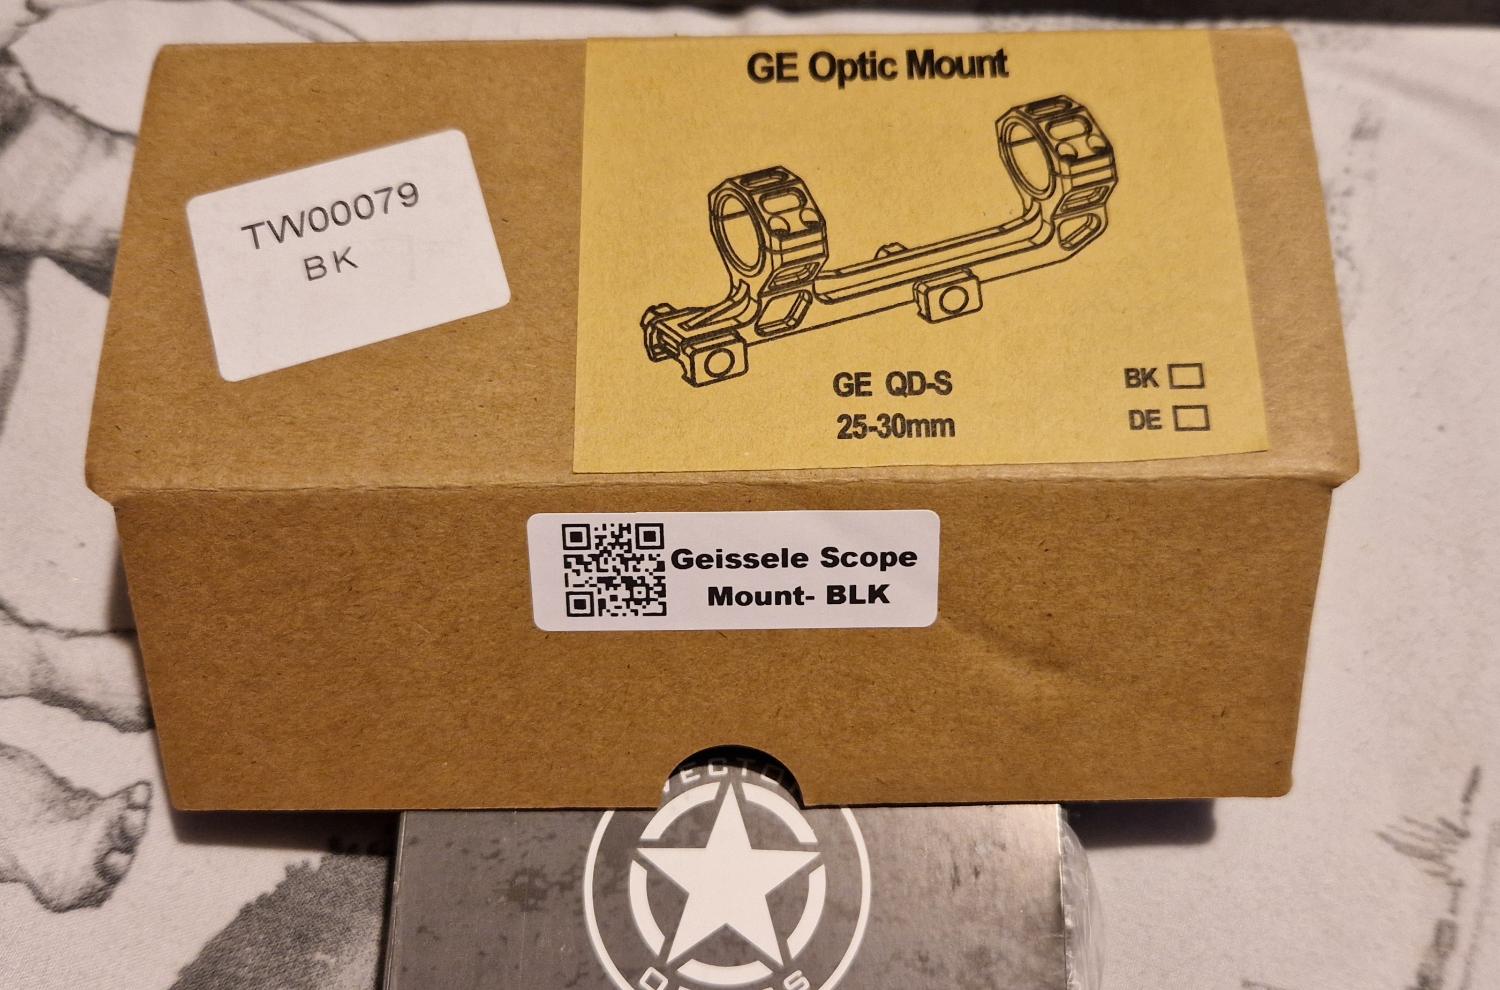 GE Optic Mount
TW00079
BK
GE QD-S
25-30mm
BK
DE
Geissele Scope
Mount- BLK